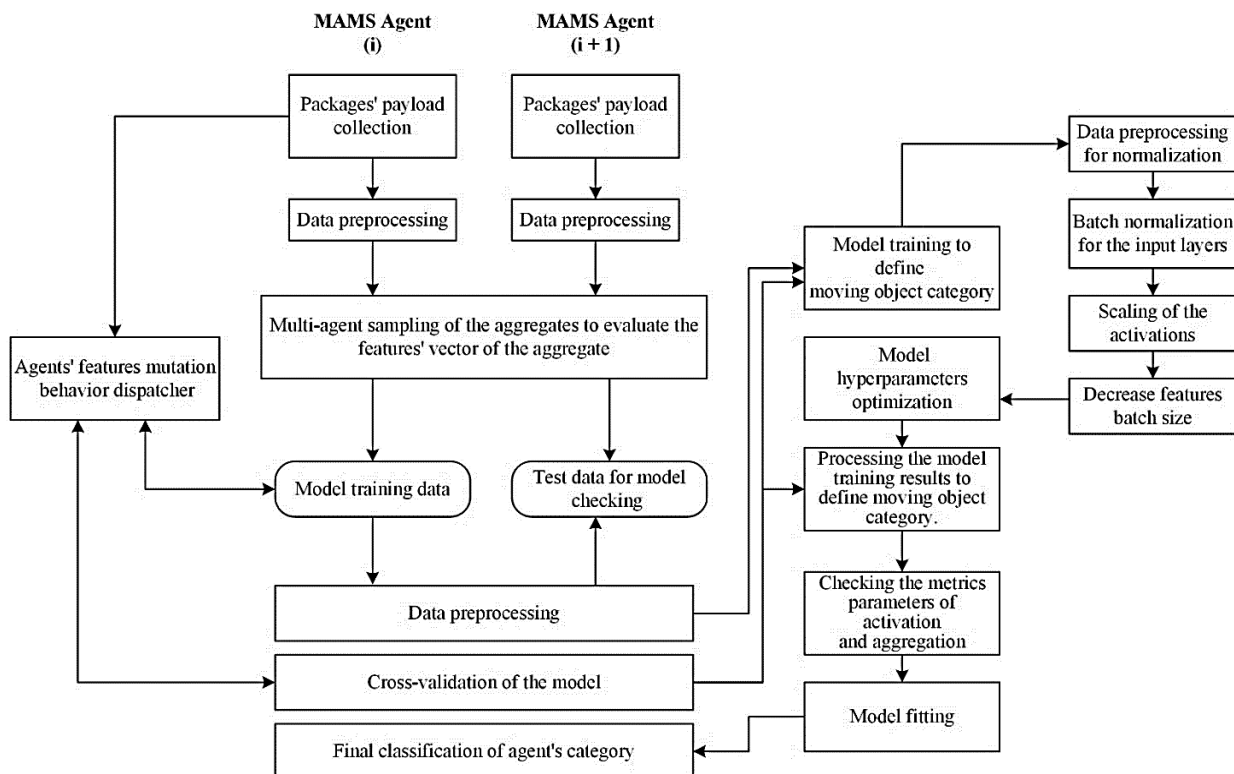 MAMS Agent
(i)
MAMS Agent
(i + 1)
Packages' payload
collection
Packages' payload
collection
Data preprocessing
Data preprocessing
Multi-agent sampling of the aggregates to evaluate the
features' vector of the aggregate
Agents' features mutation
behavior dispatcher
Model training data
Test data for model
checking
Data preprocessing
Cross-validation of the model
Final classification of agent's category
Model training to
define
moving object category
Data preprocessing
for normalization
Batch normalization
for the input layers
Scaling of the
activations
Decrease features
batch size
Model
hyperparameters
optimization
Processing the model
training results to
define moving object
category.
Checking the metrics
parameters of
activation
and aggregation
Model fitting